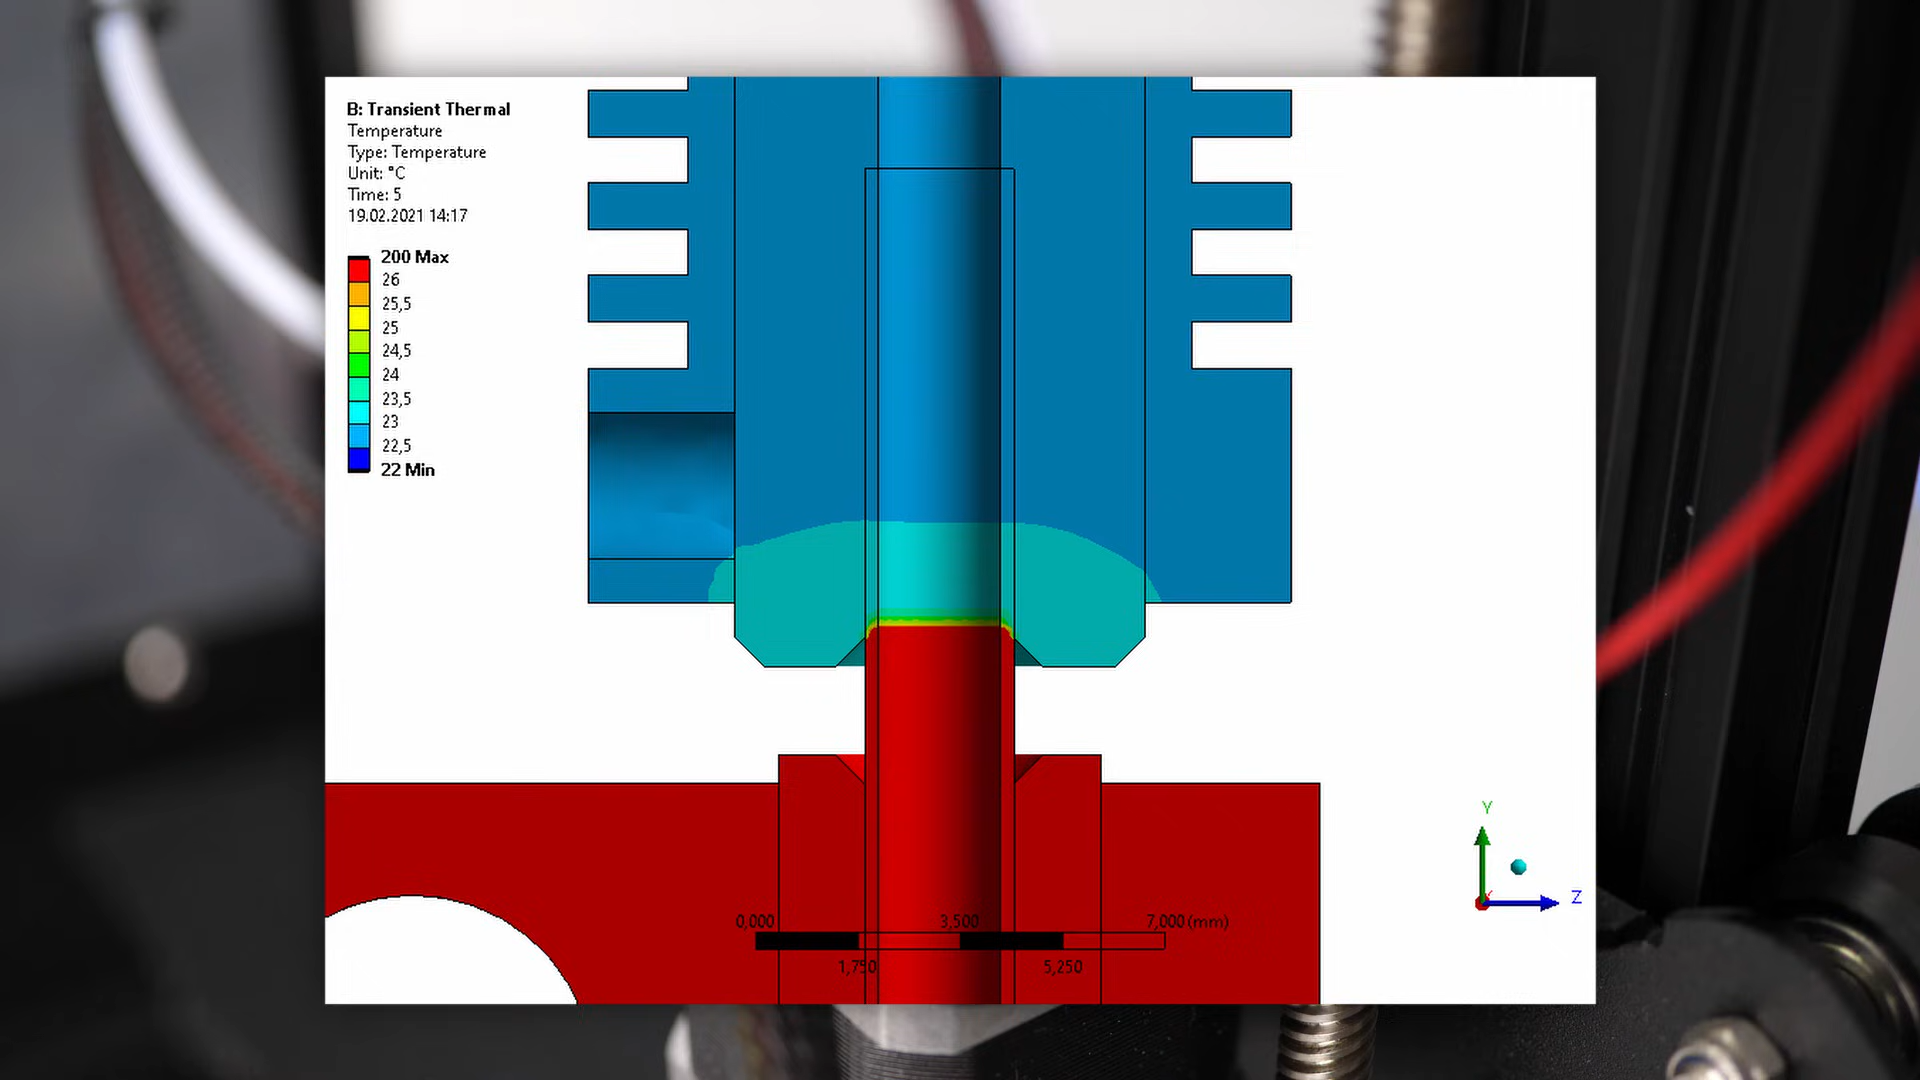 B: Transient Thermal
Temperature
Type: Temperature
Unit: °C
Time: 5
19.02.2021 14:17
200 Max
26
25,5
25
24,5
24
23,5
23
22,5
22 Min
Y
X
Z
0,000
3,500
7,000 (mm)
1,750
5,250